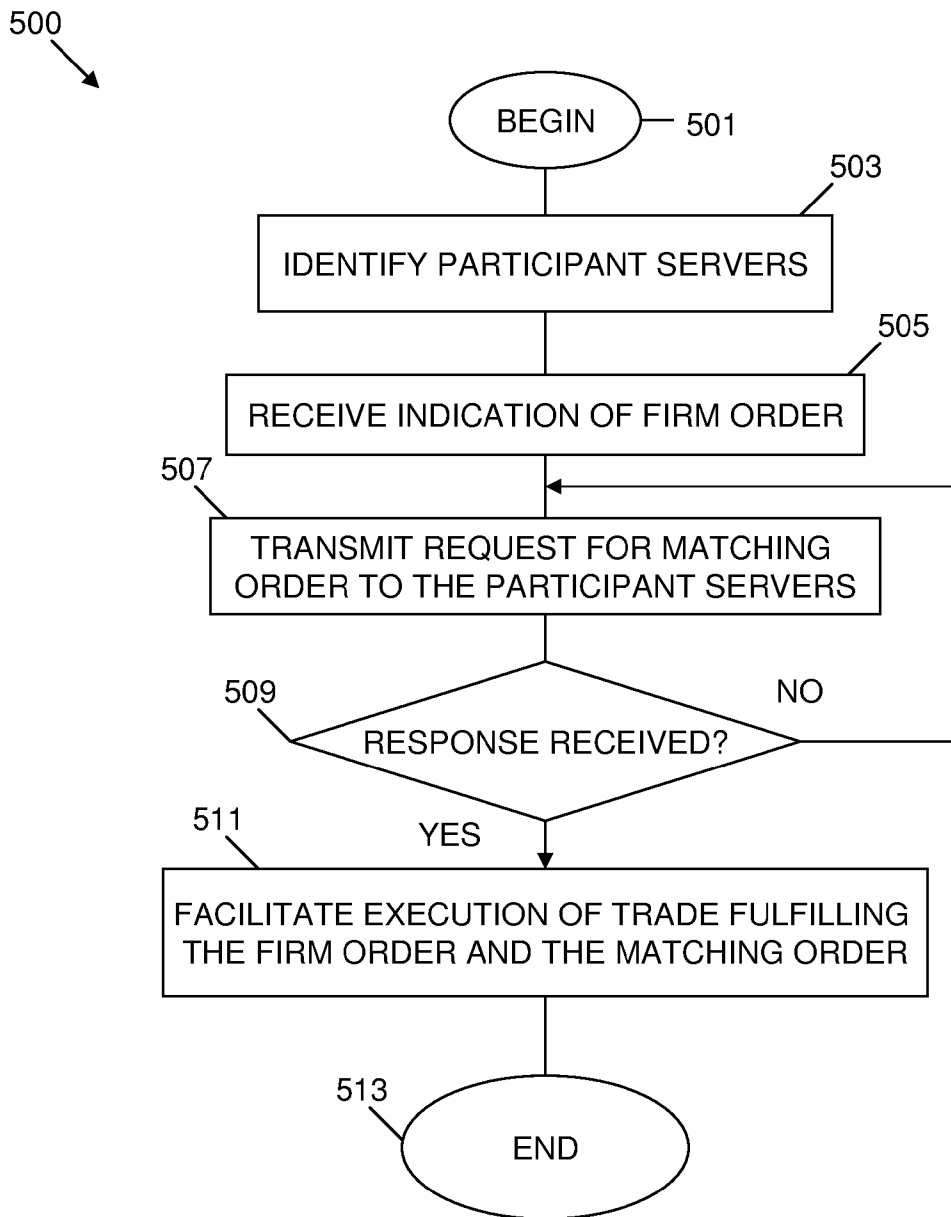 500
BEGIN
501
503
IDENTIFY PARTICIPANT SERVERS
505
RECEIVE INDICATION OF FIRM ORDER
507
TRANSMIT REQUEST FOR MATCHING
ORDER TO THE PARTICIPANT SERVERS
509
NO
RESPONSE RECEIVED?
YES
511
FACILITATE EXECUTION OF TRADE FULFILLING
THE FIRM ORDER AND THE MATCHING ORDER
513
END